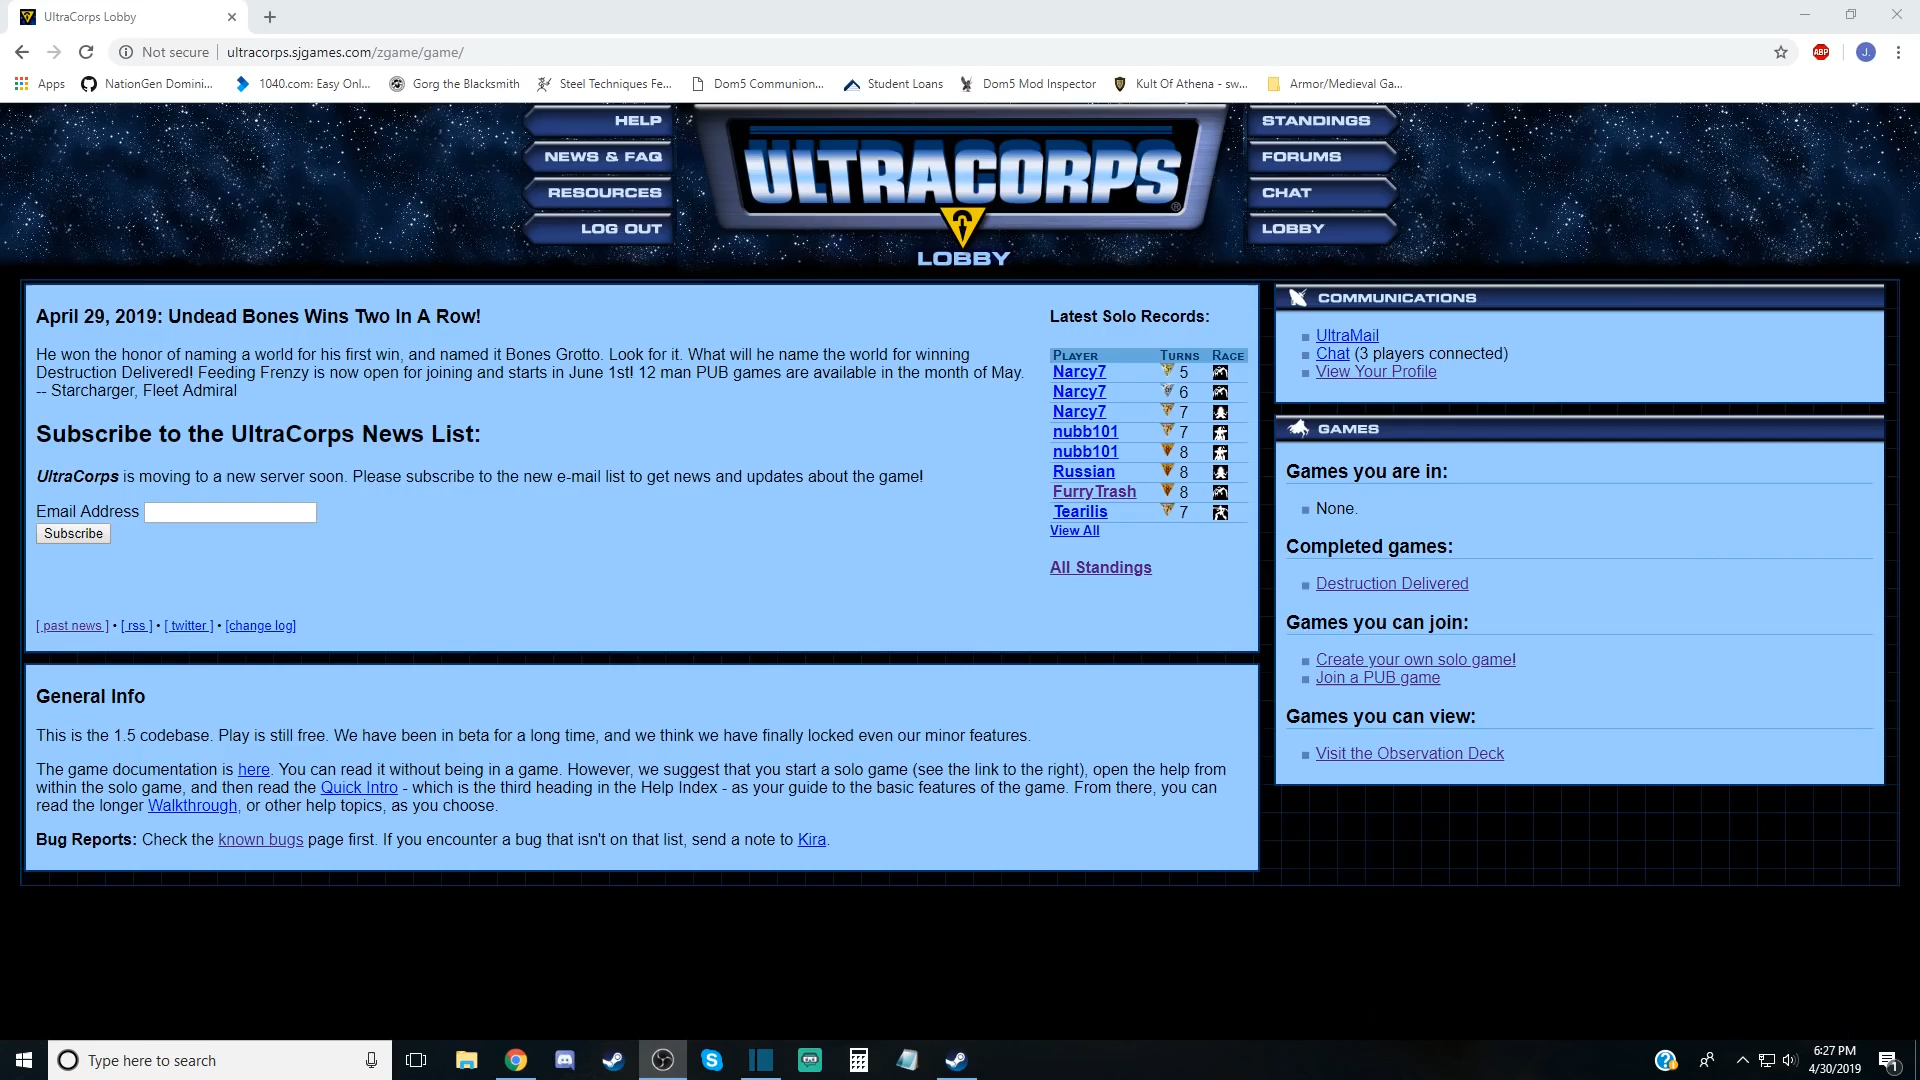 UltraCorps Lobby
Not secure
ultracorps.sjgames.com/zgame/game/
ABP
J.
Apps
NationGen Domini...
1040.com: Easy Onl...
Gorg the Blacksmith
Steel Techniques Fe...
Dom5 Communion...
Student Loans
Dom5 Mod Inspector
Kult Of Athena - sw...
Armor/Medieval Ga...
HELP
NEWS & FAQ
RESOURCES
LOG OUT
ULTRACORPS®
LOBBY
STANDINGS
FORUMS
CHAT
LOBBY
April 29, 2019: Undead Bones Wins Two In A Row!
He won the honor of naming a world for his first win, and named it Bones Grotto. Look for it. What will he name the world for winning
Destruction Delivered! Feeding Frenzy is now open for joining and starts in June 1st! 12 man PUB games are available in the month of May.
-- Starcharger, Fleet Admiral
Subscribe to the UltraCorps News List:
UltraCorps is moving to a new server soon. Please subscribe to the new e-mail list to get news and updates about the game!
Email Address
Subscribe
[ past news ] • [ rss ] • [ twitter ] • [change log]
Latest Solo Records:
PLAYER TURNS RACE
Narcy7 5
Narcy7 6
Narcy7 7
nubb101 7
nubb101 8
Russian 8
FurryTrash 8
Tearilis 7
View All
All Standings
General Info
This is the 1.5 codebase. Play is still free. We have been in beta for a long time, and we think we have finally locked even our minor features.
The game documentation is here. You can read it without being in a game. However, we suggest that you start a solo game (see the link to the right), open the help from
within the solo game, and then read the Quick Intro - which is the third heading in the Help Index - as your guide to the basic features of the game. From there, you can
read the longer Walkthrough, or other help topics, as you choose.
Bug Reports: Check the known bugs page first. If you encounter a bug that isn't on that list, send a note to Kira.
COMMUNICATIONS
UltraMail
Chat (3 players connected)
View Your Profile
GAMES
Games you are in:
None.
Completed games:
Destruction Delivered
Games you can join:
Create your own solo game!
Join a PUB game
Games you can view:
Visit the Observation Deck
Type here to search
6:27 PM
4/30/2019
1